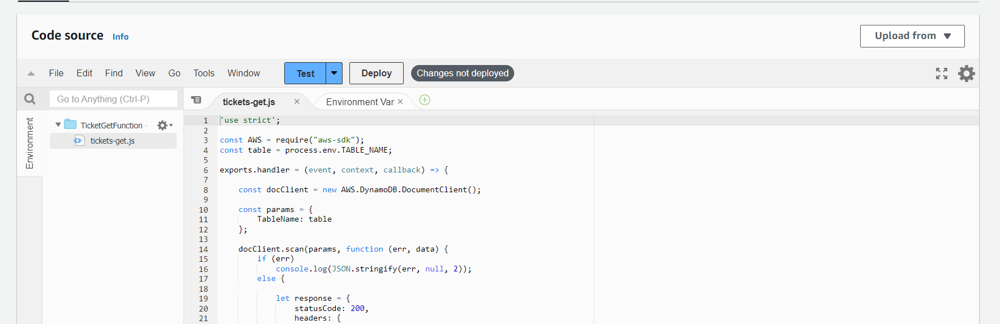 Code source Info
Upload from
File Edit Find View Go Tools Window Test Deploy Changes not deployed
Go to Anything (Ctrl-P)
tickets-get.js
Environment Var
Environment
TicketGetFunction -
tickets-get.js
1 'use strict';
2
3 const AWS = require("aws-sdk");
4 const table = process.env.TABLE_NAME;
5
6 exports.handler = (event, context, callback) => {
7
8 const docClient = new AWS.DynamoDB.DocumentClient();
9
10 const params = {
11 TableName: table
12 };
13
14 docClient.scan(params, function (err, data) {
15 if (err)
16 console.log(JSON.stringify(err, null, 2));
17 else {
18
19 let response = {
20 statusCode: 200,
21 headers: {